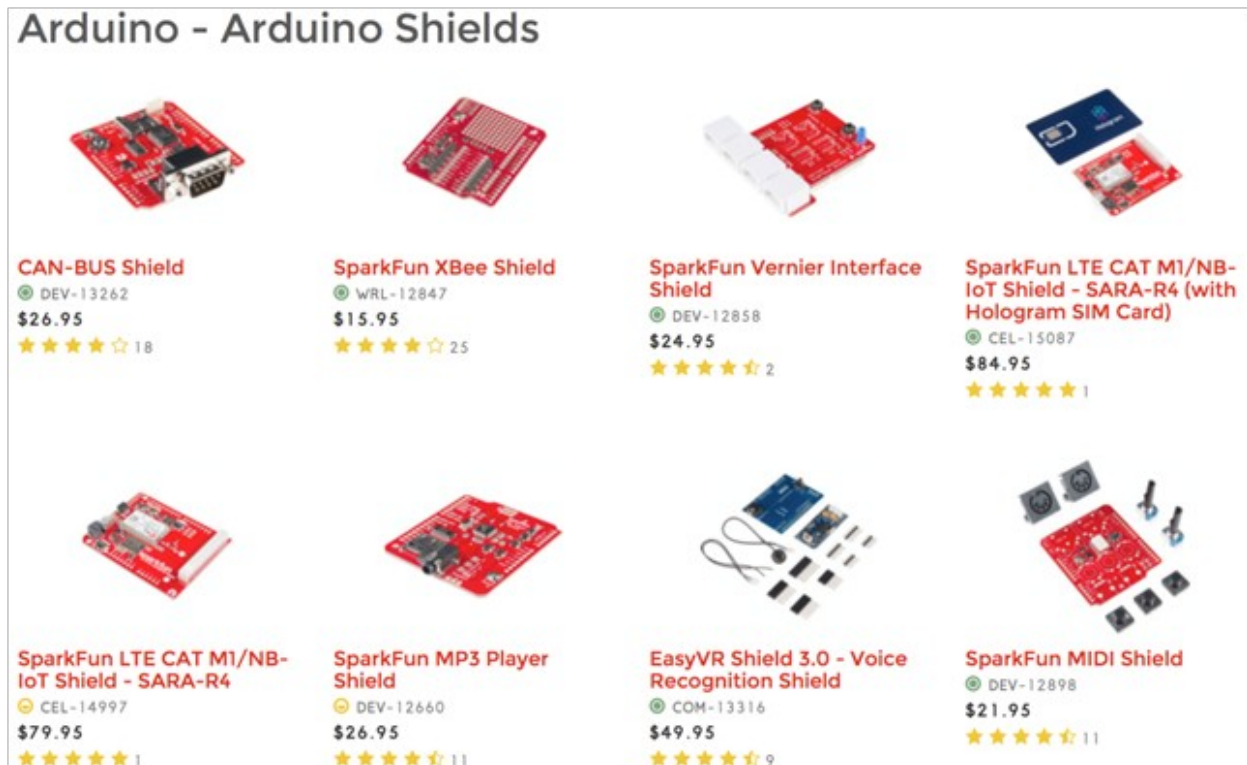 Arduino - Arduino Shields
CAN-BUS Shield
DEV-13262
$26.95
18
SparkFun XBee Shield
WRL-12847
$15.95
25
SparkFun Vernier Interface
Shield
DEV-12858
$24.95
2
SparkFun LTE CAT M1/NB-
IoT Shield - SARA-R4 (with
Hologram SIM Card)
CEL-15087
$84.95
1
SparkFun LTE CAT M1/NB-
IoT Shield - SARA-R4
CEL-14997
$79.95
1
SparkFun MP3 Player
Shield
DEV-12660
$26.95
11
EasyVR Shield 3.0 - Voice
Recognition Shield
COM-13316
$49.95
9
SparkFun MIDI Shield
DEV-12898
$21.95
11